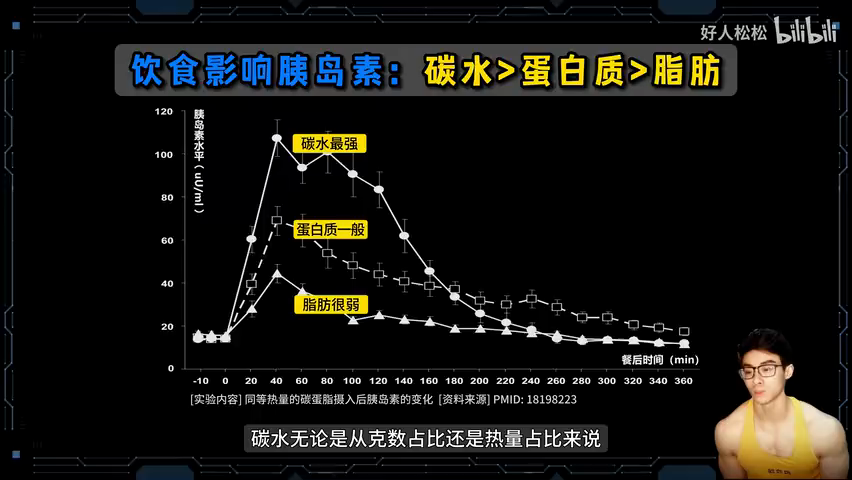 好人松松 bilibili
饮食影响胰岛素：碳水>蛋白质>脂肪
胰岛素水平（uU/ml）
120
100
80
60
40
20
0
碳水最强
蛋白质一般
脂肪很弱
餐后时间（min）
-10 0 20 40 60 80 100 120 140 160 180 200 220 240 260 280 300 320 340 360
[实验内容] 同等热量的碳蛋脂摄入后胰岛素的变化 [资料来源] PMID: 18198223
碳水无论是从克数占比还是热量占比来说